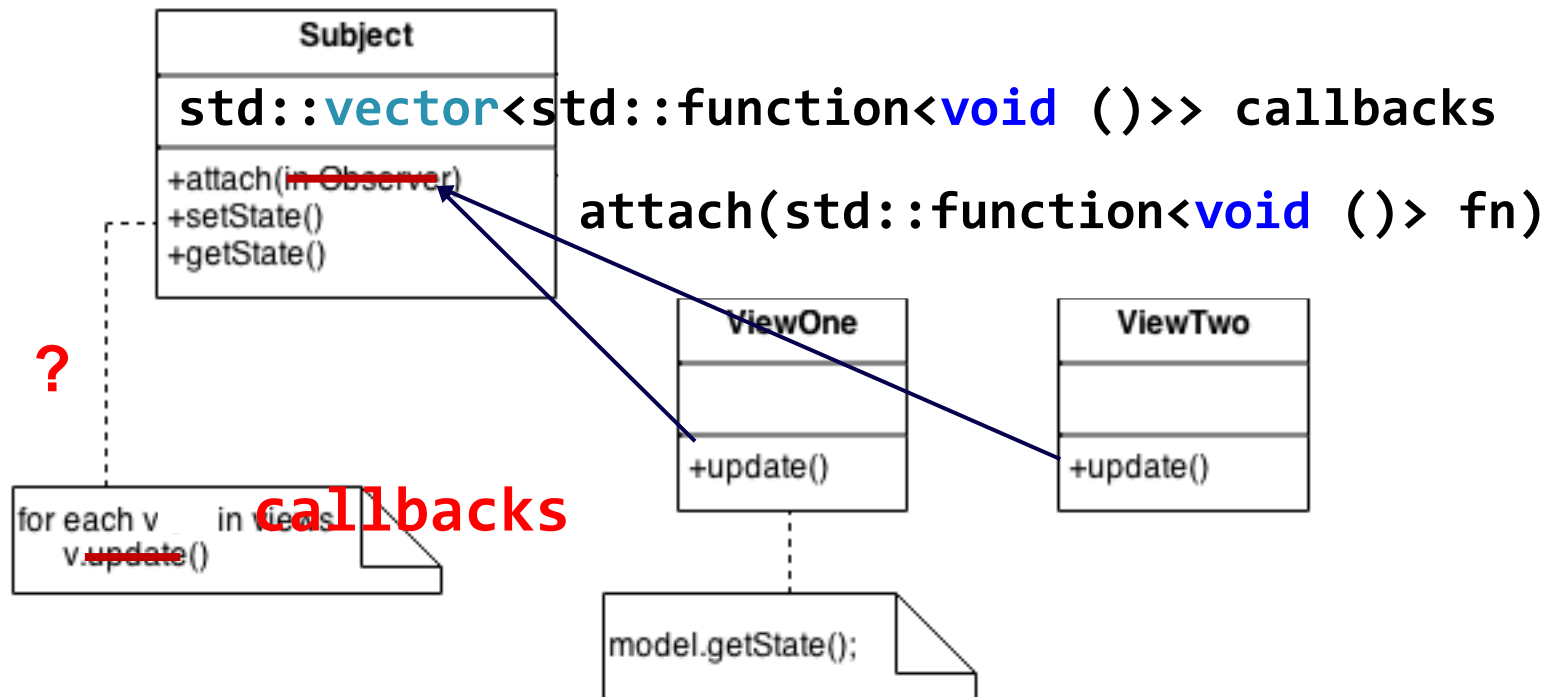 Subject
std::vector<std::function<void ()>> callbacks
+attach(in Observer)
attach(std::function<void ()> fn)
+setState()
+getState()
ViewOne
ViewTwo
?
+update()
+update()
callbacks
for each v in views
v.update()
model.getState();